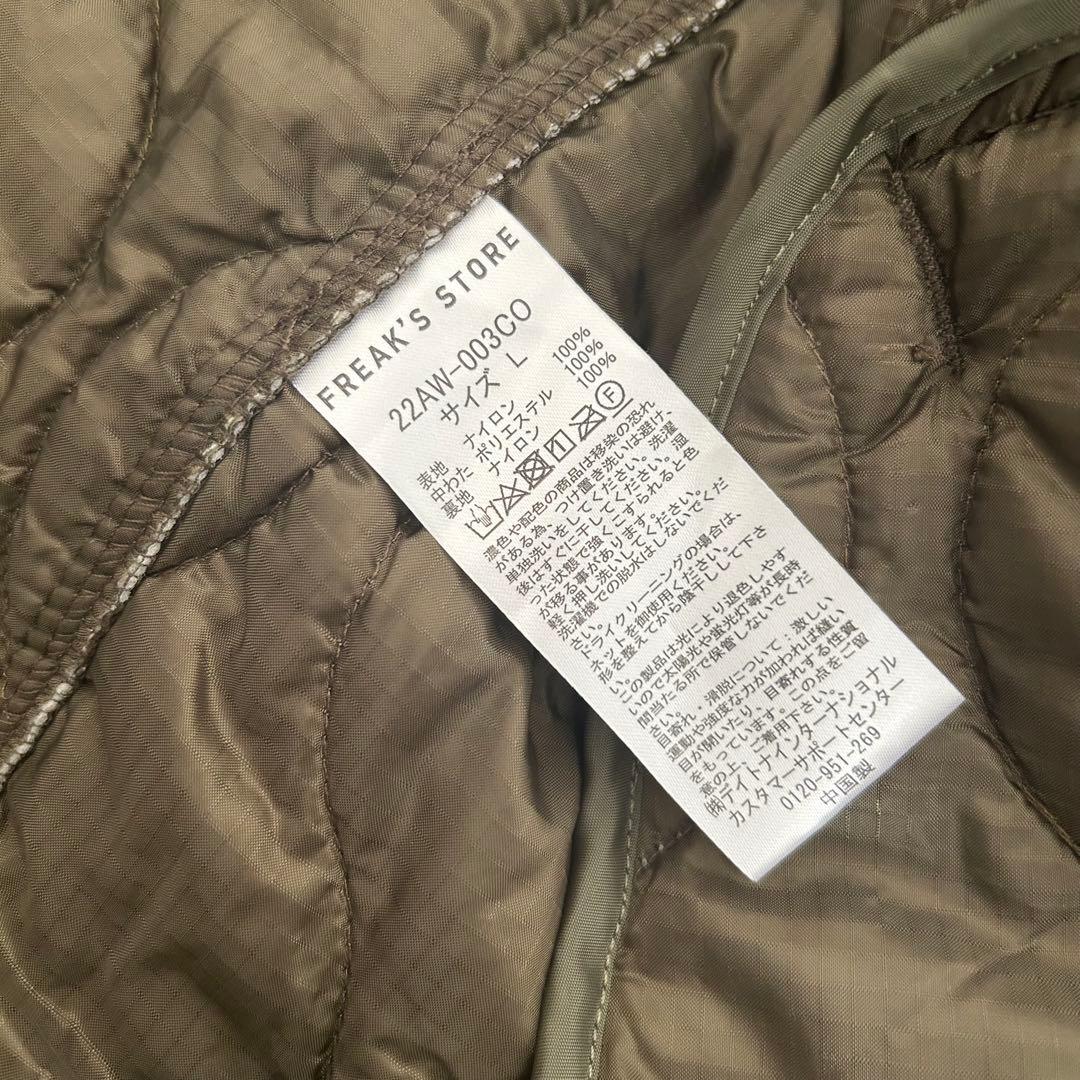 FREAK'S STORE
22AW-003CO
サイズ L
表地 ナイロン 100%
中わた ポリエステル 100%
裏地 ナイロン 100%
濃色や配色の商品は移染の恐れ
がある為、つけ置き洗いは避け、
単独洗いをしてください。洗濯
後はすぐに干してください。湿
った状態で強くこすられると色
が移る事があります。
軽く押し洗いしてください。
洗濯機での脱水はしないでくだ
さい。
ドライクリーニングの場合は、
ネットを御使用ください。
形を整えてから陰干しして下さ
い。
この製品は光により退色しやす
いので太陽光や蛍光灯等が長時
間当たる所で保管しないでくだ
さい。
目寄れ、滑脱について：激しい
運動や強度な力が加われば縫い
目が開いたり、目寄れする性質
をもっています。この点をご留
意の上、ご着用下さい。
㈱デイトナインターナショナル
カスタマーサポートセンター
0120-951-269
中国製